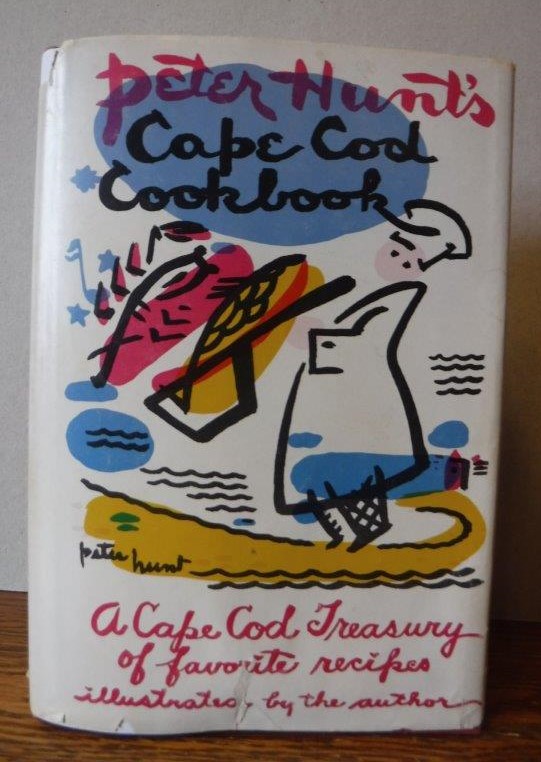 Peter Hunt's
Cape Cod
Cookbook
peter hunt
A Cape Cod Treasury
of favorite recipes
illustrated by the author